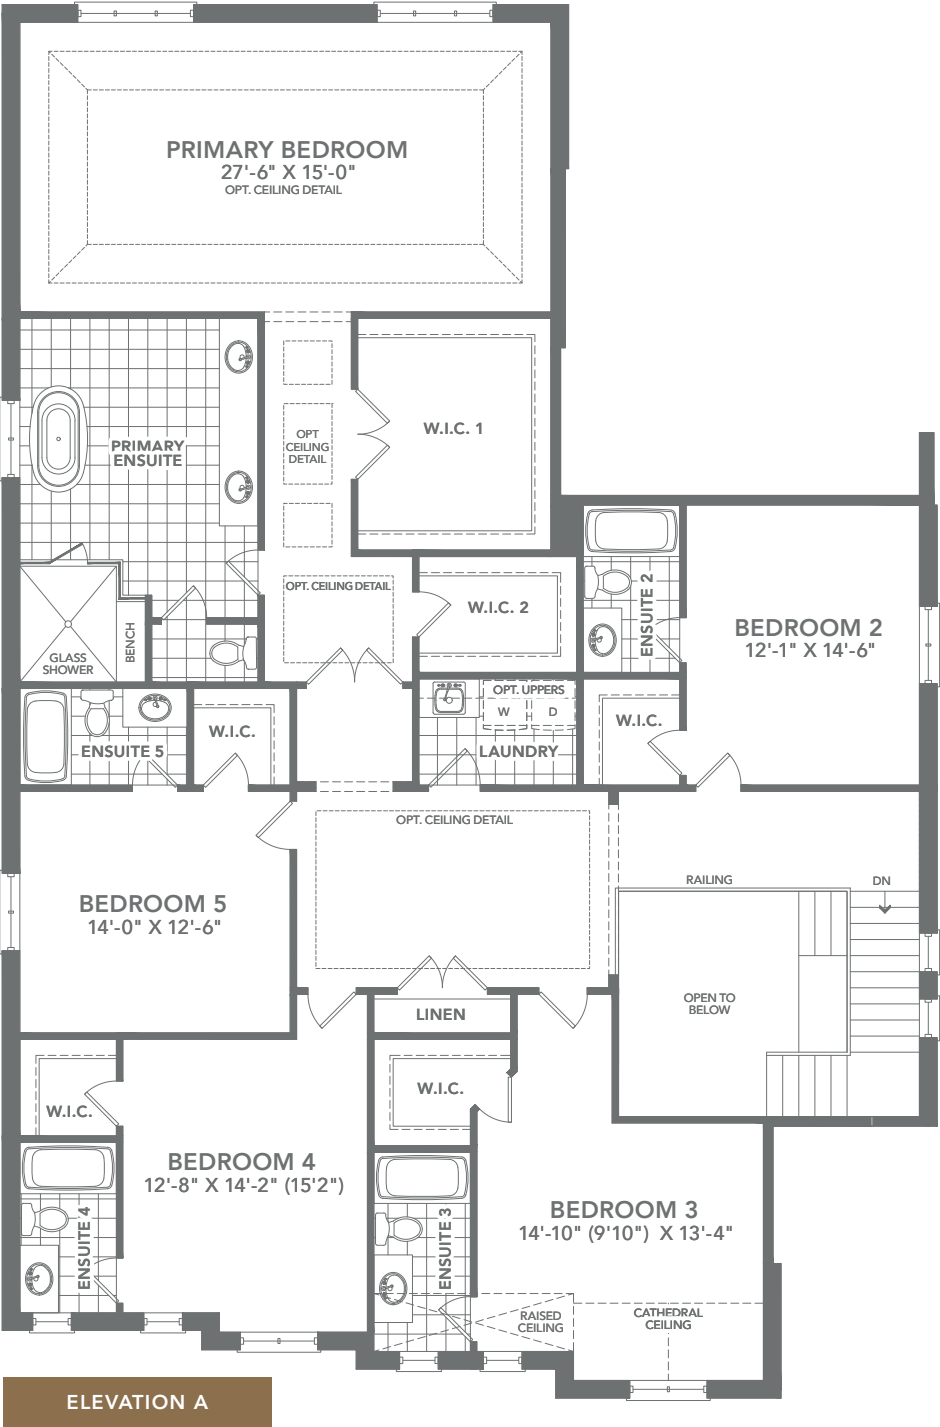 PRIMARY BEDROOM
27'-6" X 15'-0"
OPT. CEILING DETAIL
PRIMARY
ENSUITE
OPT
CEILING
DETAIL
W.I.C. 1
OPT. CEILING DETAIL
W.I.C. 2
ENSUITE 2
BEDROOM 2
12'-1" X 14'-6"
GLASS
SHOWER
BENCH
ENSUITE 5
W.I.C.
OPT. UPPERS
W
D
LAUNDRY
W.I.C.
OPT. CEILING DETAIL
BEDROOM 5
14'-0" X 12'-6"
RAILING
DN
OPEN TO
BELOW
LINEN
W.I.C.
W.I.C.
BEDROOM 4
12'-8" X 14'-2" (15'2")
ENSUITE 4
ENSUITE 3
BEDROOM 3
14'-10" (9'10") X 13'-4"
RAISED
CEILING
CATHEDRAL
CEILING
ELEVATION A